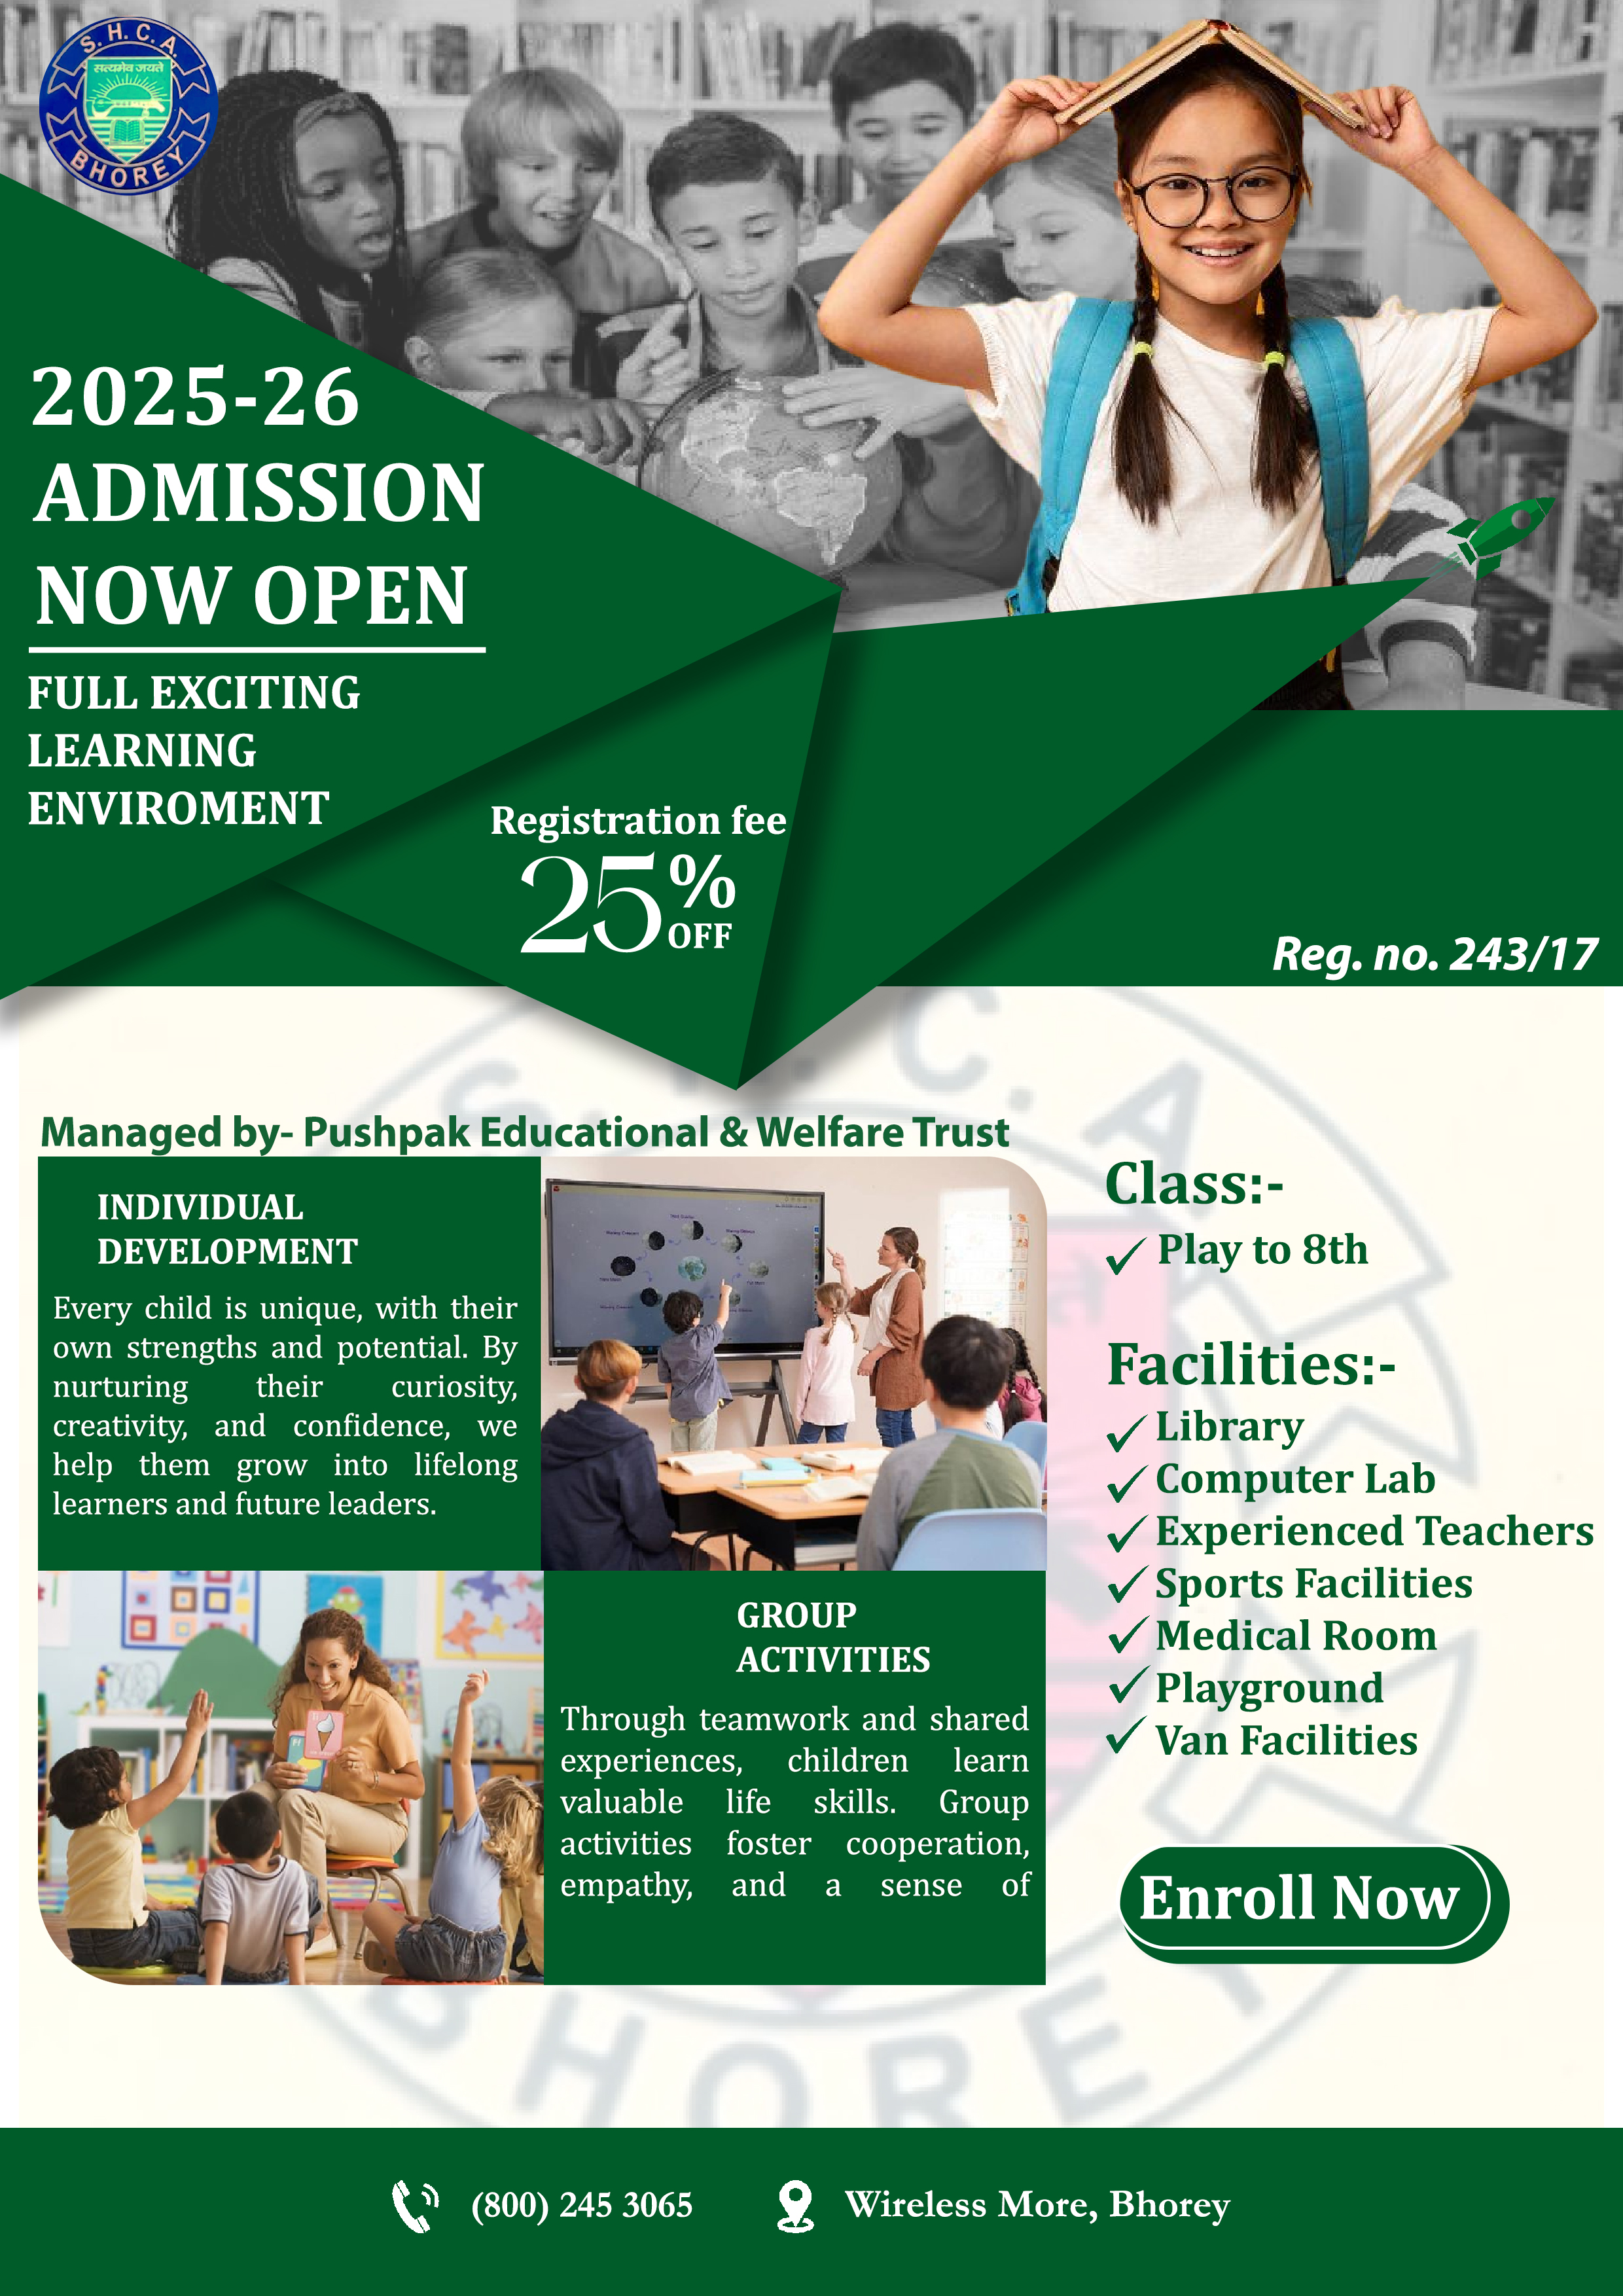 S. H. C. A.
सत्यमेव जयते
BHOREY
2025-26
ADMISSION
NOW OPEN
FULL EXCITING
LEARNING
ENVIROMENT
Registration fee
25%
OFF
Reg. no. 243/17
Managed by- Pushpak Educational & Welfare Trust
INDIVIDUAL
DEVELOPMENT
Every child is unique, with their
own strengths and potential. By
nurturing their curiosity,
creativity, and confidence, we
help them grow into lifelong
learners and future leaders.
GROUP
ACTIVITIES
Through teamwork and shared
experiences, children learn
valuable life skills. Group
activities foster cooperation,
empathy, and a sense of
Class:-
Play to 8th
Facilities:-
Library
Computer Lab
Experienced Teachers
Sports Facilities
Medical Room
Playground
Van Facilities
Enroll Now
S. H. C. A
BHOREY
(800) 245 3065
Wireless More, Bhorey